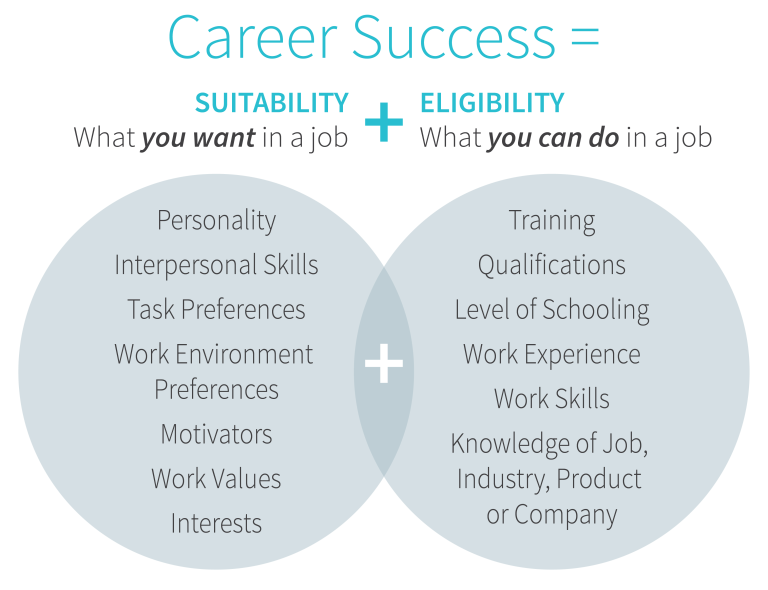 Career Success =
SUITABILITY + ELIGIBILITY
What you want in a job What you can do in a job
Personality
Interpersonal Skills
Task Preferences
Work Environment
Preferences
Motivators
Work Values
Interests
+
Training
Qualifications
Level of Schooling
Work Experience
Work Skills
Knowledge of Job,
Industry, Product
or Company